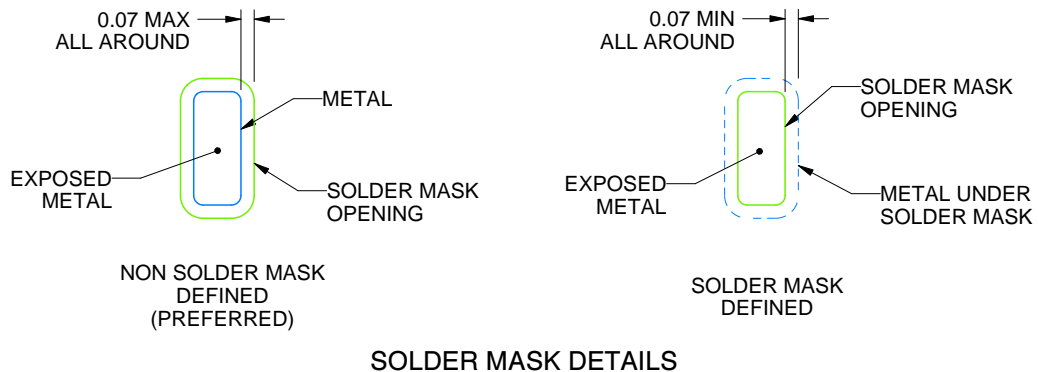 0.07 MAX
ALL AROUND
METAL
EXPOSED
METAL
SOLDER MASK
OPENING
NON SOLDER MASK
DEFINED
(PREFERRED)
0.07 MIN
ALL AROUND
SOLDER MASK
OPENING
EXPOSED
METAL
METAL UNDER
SOLDER MASK
SOLDER MASK
DEFINED
SOLDER MASK DETAILS